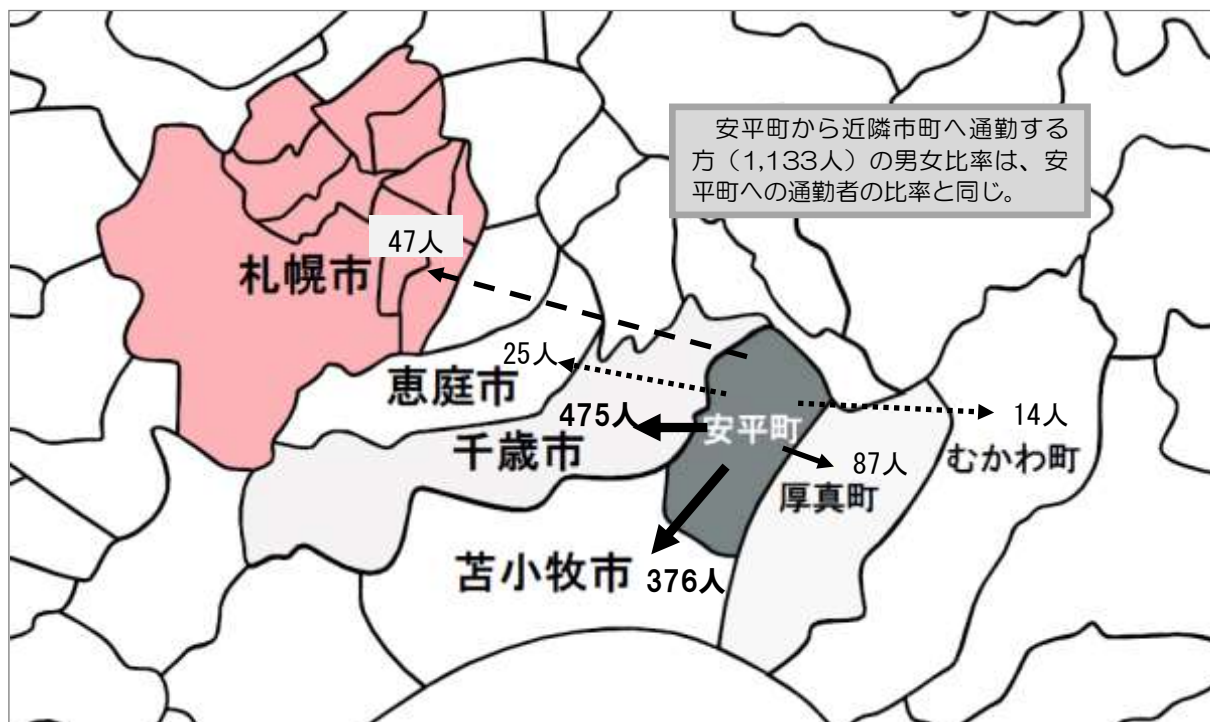 安平町から近隣市町へ通勤する
方（1,133人）の男女比率は、安
平町への通勤者の比率と同じ。
47人
札幌市
25人
恵庭市
475人
千歳市
安平町
14人
むかわ町
87人
厚真町
苫小牧市
376人